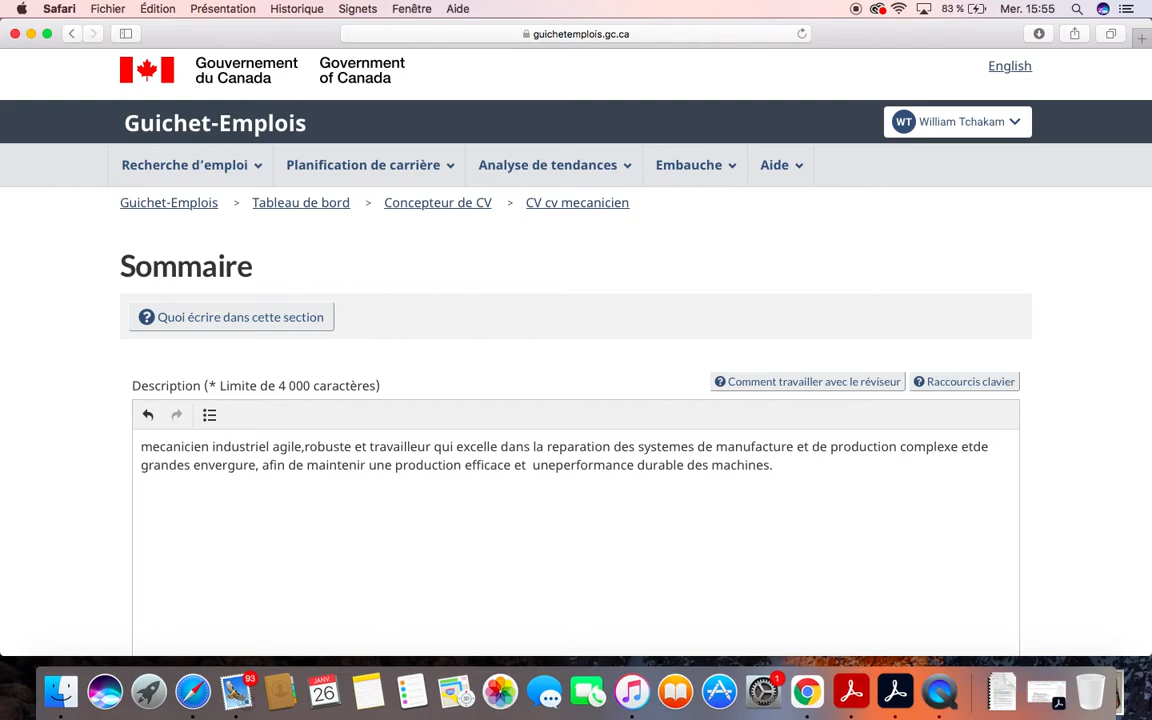 Safari Fichier Édition Présentation Historique Signets Fenêtre Aide 83 % Mer. 15:55
guichetemplois.gc.ca
Gouvernement du Canada
Government of Canada
English
Guichet-Emplois
WT William Tchakam
Recherche d’emploi Planification de carrière Analyse de tendances Embauche Aide
Guichet-Emplois > Tableau de bord > Concepteur de CV > CV cv mecanicien
Sommaire
? Quoi écrire dans cette section
Description (* Limite de 4 000 caractères)
? Comment travailler avec le réviseur ? Raccourcis clavier
mecanicien industriel agile,robuste et travailleur qui excelle dans la reparation des systemes de manufacture et de production complexe etde
grandes envergure, afin de maintenir une production efficace et uneperformance durable des machines.
93
JANV.
26
1